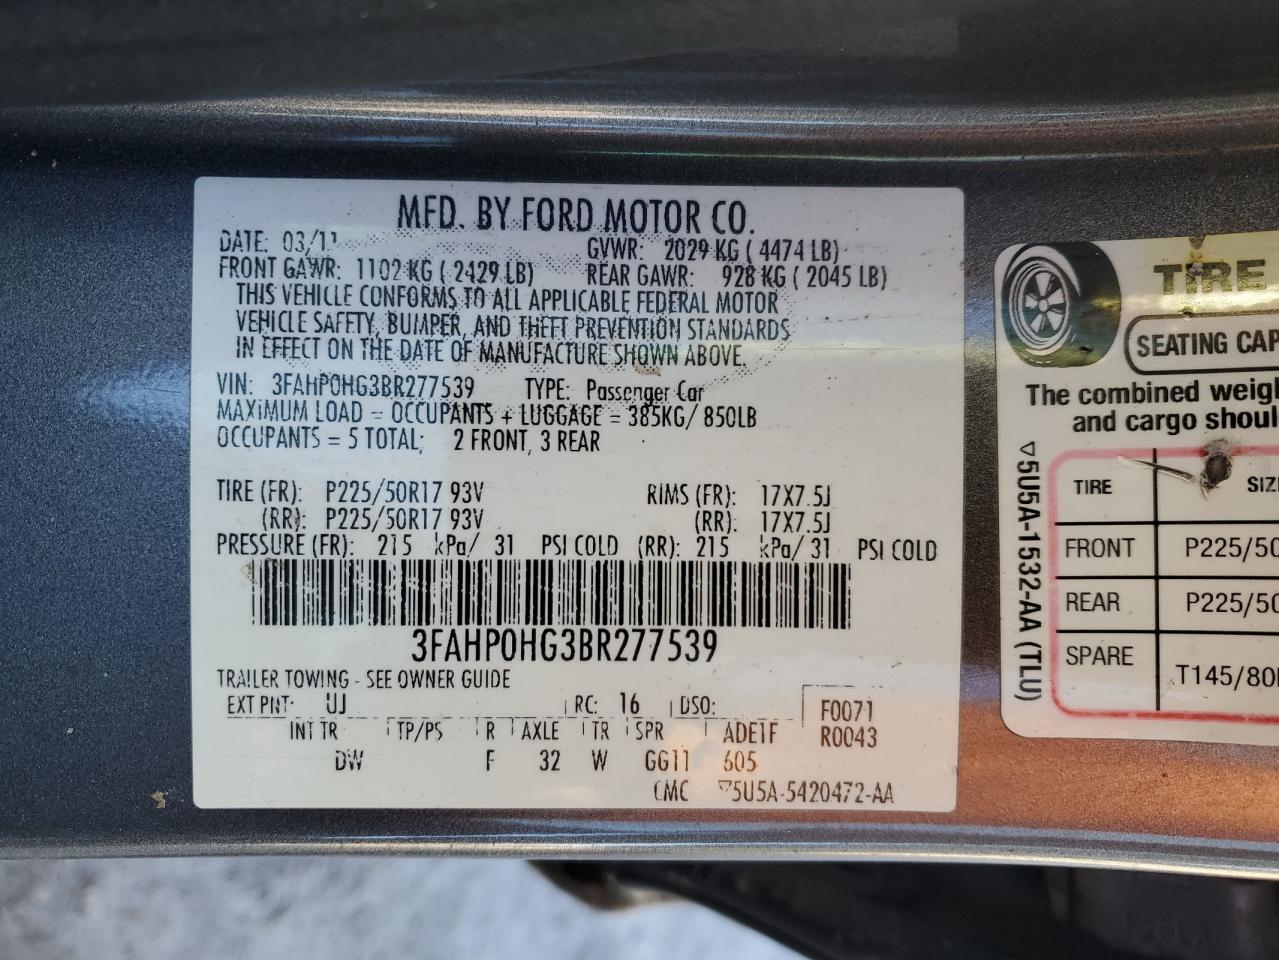 MFD. BY FORD MOTOR CO.
DATE: 03/11 GVWR: 2029 KG ( 4474 LB)
FRONT GAWR: 1102 KG ( 2429 LB) REAR GAWR: 928 KG ( 2045 LB)
THIS VEHICLE CONFORMS TO ALL APPLICABLE FEDERAL MOTOR
VEHICLE SAFETY, BUMPER, AND THEFT PREVENTION STANDARDS
IN EFFECT ON THE DATE OF MANUFACTURE SHOWN ABOVE.
VIN: 3FAHP0HG3BR277539 TYPE: Passenger Car
MAXIMUM LOAD = OCCUPANTS + LUGGAGE = 385KG/ 850LB
OCCUPANTS = 5 TOTAL; 2 FRONT, 3 REAR
TIRE (FR): P225/50R17 93V RIMS (FR): 17X7.5J
(RR): P225/50R17 93V (RR): 17X7.5J
PRESSURE (FR): 215 kPa/ 31 PSI COLD (RR): 215 kPa/ 31 PSI COLD
3FAHP0HG3BR277539
TRAILER TOWING - SEE OWNER GUIDE
EXT PNT: UJ RC: 16 DSO: F0071
INT TR TP/PS R AXLE TR SPR ADETF R0043
DW F 32 W GG11 605
CMC ▽5U5A-5420472-AA
TIRE
SEATING CAP
The combined weigh
and cargo shoul
▽5U5A-1532-AA (TLU)
TIRE SIZ
FRONT P225/50
REAR P225/50
SPARE T145/80